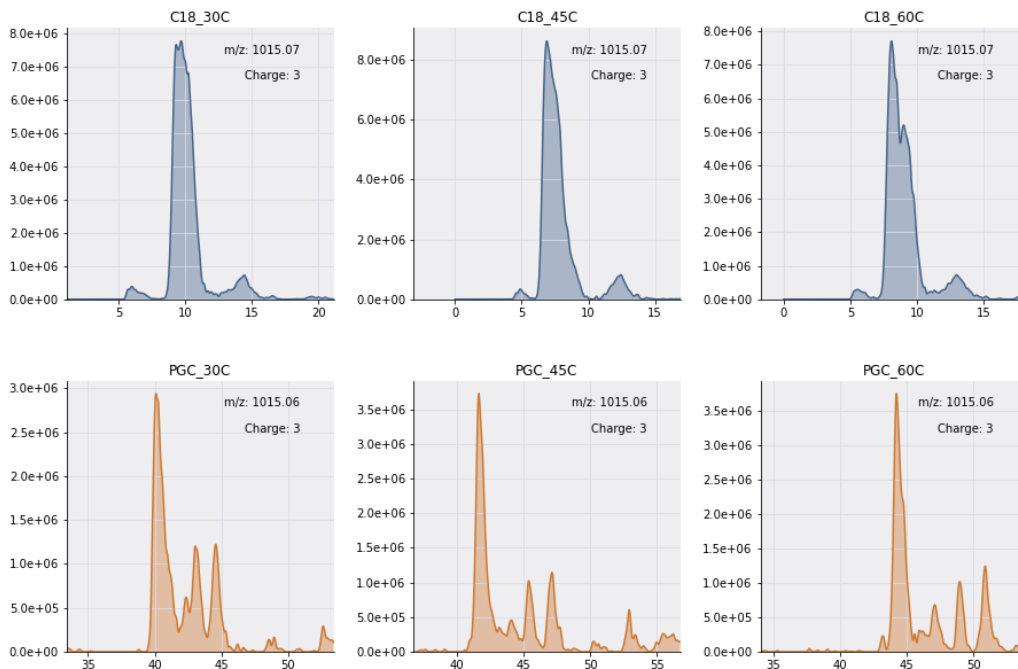 C18_30C
m/z: 1015.07
Charge: 3
8.0e+06
7.0e+06
6.0e+06
5.0e+06
4.0e+06
3.0e+06
2.0e+06
1.0e+06
0.0e+00
5 10 15 20
C18_45C
m/z: 1015.07
Charge: 3
8.0e+06
6.0e+06
4.0e+06
2.0e+06
0.0e+00
0 5 10 15
C18_60C
m/z: 1015.07
Charge: 3
8.0e+06
7.0e+06
6.0e+06
5.0e+06
4.0e+06
3.0e+06
2.0e+06
1.0e+06
0.0e+00
0 5 10 15
PGC_30C
m/z: 1015.06
Charge: 3
3.0e+06
2.5e+06
2.0e+06
1.5e+06
1.0e+06
5.0e+05
0.0e+00
35 40 45 50
PGC_45C
m/z: 1015.06
Charge: 3
3.5e+06
3.0e+06
2.5e+06
2.0e+06
1.5e+06
1.0e+06
5.0e+05
0.0e+00
40 45 50 55
PGC_60C
m/z: 1015.06
Charge: 3
3.5e+06
3.0e+06
2.5e+06
2.0e+06
1.5e+06
1.0e+06
5.0e+05
0.0e+00
35 40 45 50